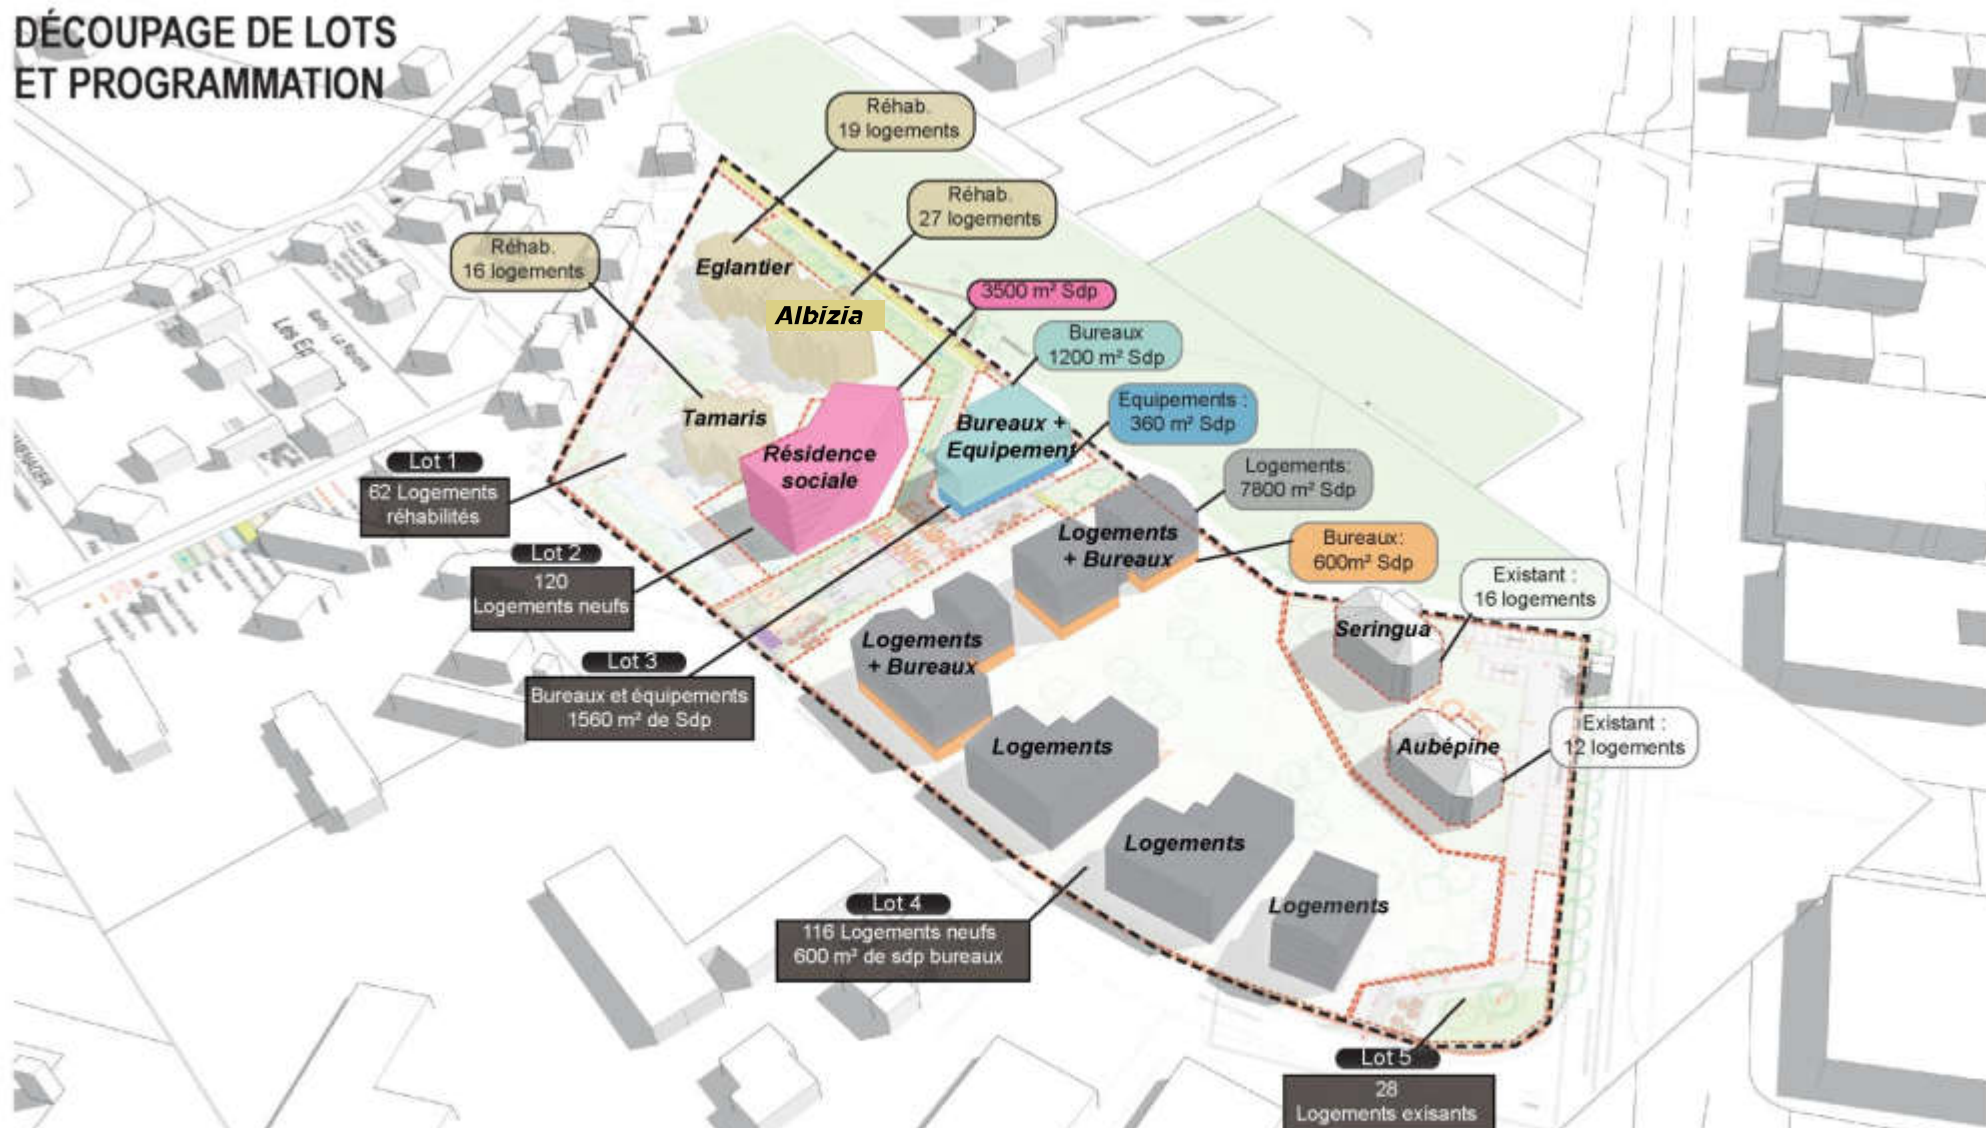 DÉCOUPAGE DE LOTS
ET PROGRAMMATION
Réhab.
19 logements
Réhab.
27 logements
Réhab.
16 logements
Eglantier
Albizia
3500 m² Sdp
Bureaux
1200 m² Sdp
Tamaris
Bureaux +
Equipement
Equipements :
360 m² Sdp
Résidence
sociale
Logements:
7800 m² Sdp
Lot 1
62 Logements
réhabilités
Logements
+ Bureaux
Bureaux:
600m² Sdp
Lot 2
120
Logements neufs
Existant :
16 logements
Seringua
Logements
+ Bureaux
Lot 3
Bureaux et équipements
1560 m² de Sdp
Existant :
12 logements
Aubépine
Logements
Logements
Logements
Lot 4
116 Logements neufs
600 m² de sdp bureaux
Lot 5
28
Logements exisants